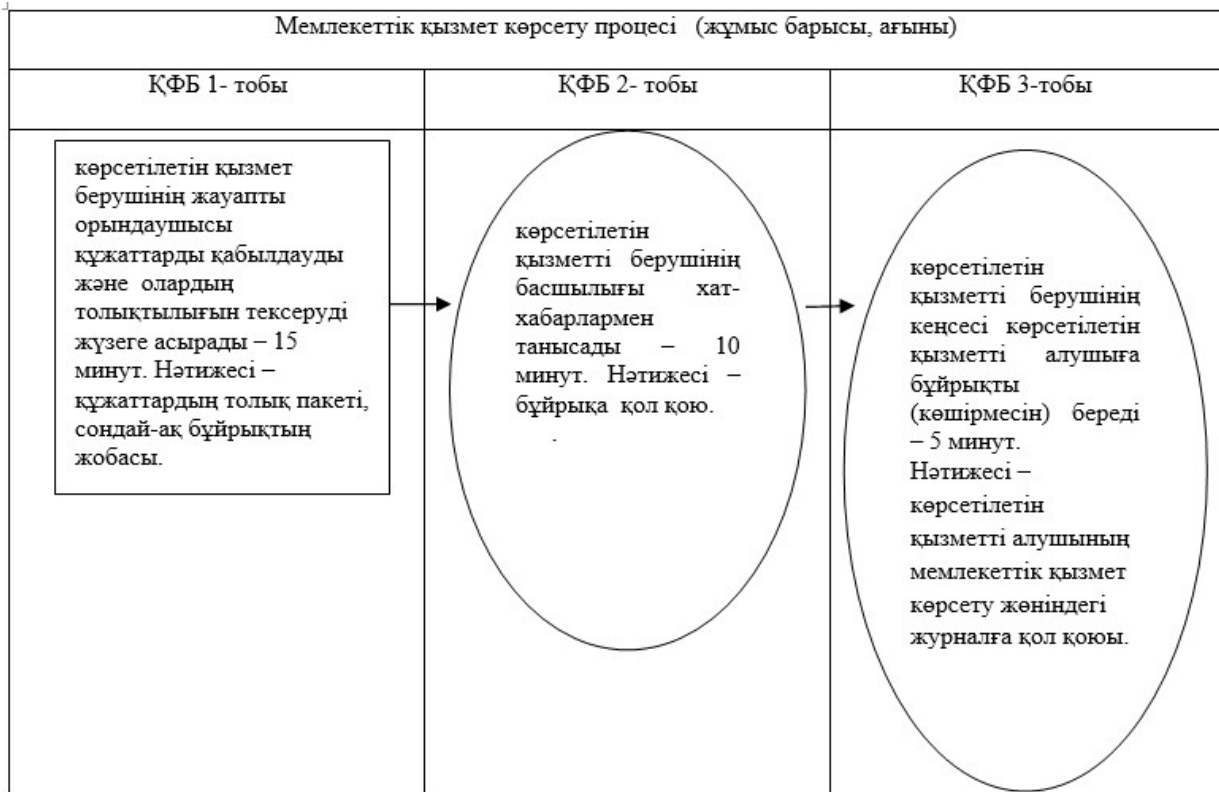 Мемлекеттік қызмет көрсету процесі (жұмыс барысы, ағыны)
ҚФБ 1- тобы
ҚФБ 2- тобы
ҚФБ 3-тобы
көрсетілетін қызмет
берушінің жауапты
орындаушысы
құжаттарды қабылдауды
және олардың
толықтылығын тексеруді
жүзеге асырады – 15
минут. Нәтижесі –
құжаттардың толық пакеті,
сондай-ақ бұйрықтың
жобасы.
көрсетілетін
қызметті берушінің
басшылығы хат-
хабарлармен
танысады – 10
минут. Нәтижесі –
бұйрықа қол қою.
.
көрсетілетін
қызметті берушінің
кеңсесі көрсетілетін
қызметті алушыға
бұйрықты
(көшірмесін) береді
– 5 минут.
Нәтижесі –
көрсетілетін
қызметті алушының
мемлекеттік қызмет
көрсету жөніндегі
журналға қол қоюы.